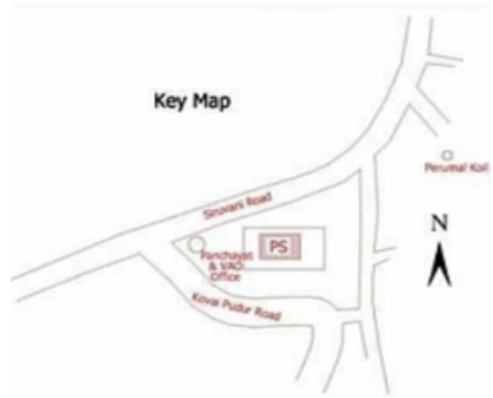 Key Map
Perumal Koil
Siruvani Road
N
PS
Panchayat
& VAO
Office
Kovai Pudur Road